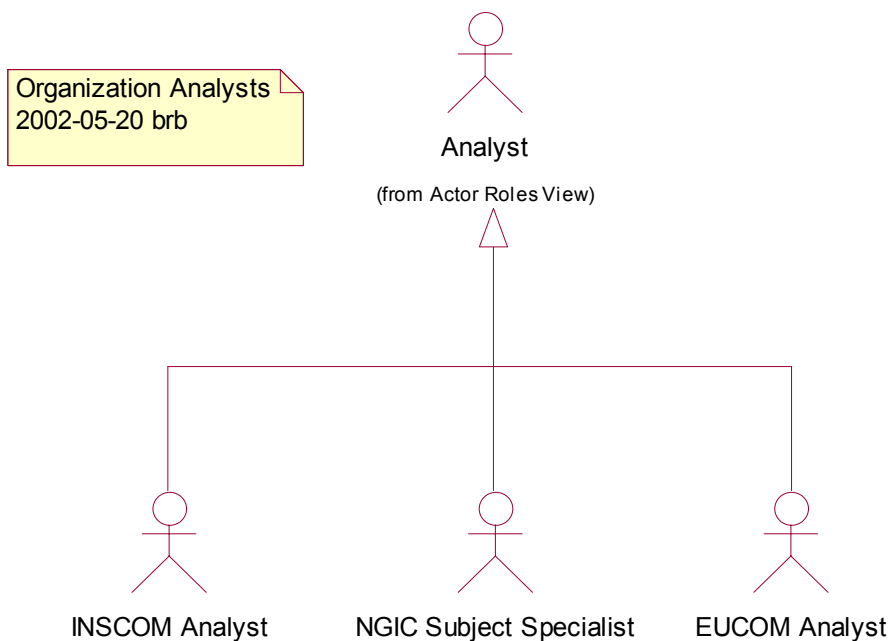 Organization Analysts
2002-05-20 brb
Analyst
(from Actor Roles View)
INSCOM Analyst
NGIC Subject Specialist
EUCOM Analyst